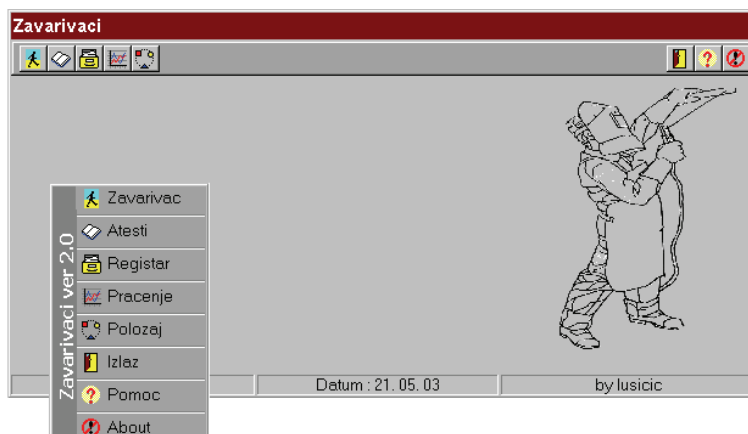 Zavarivaci
Zavarivaci ver 2.0
Zavarivac
Atesti
Registar
Pracenje
Polozaj
Izlaz
Pomoc
About
Datum : 21. 05. 03
by lusicic